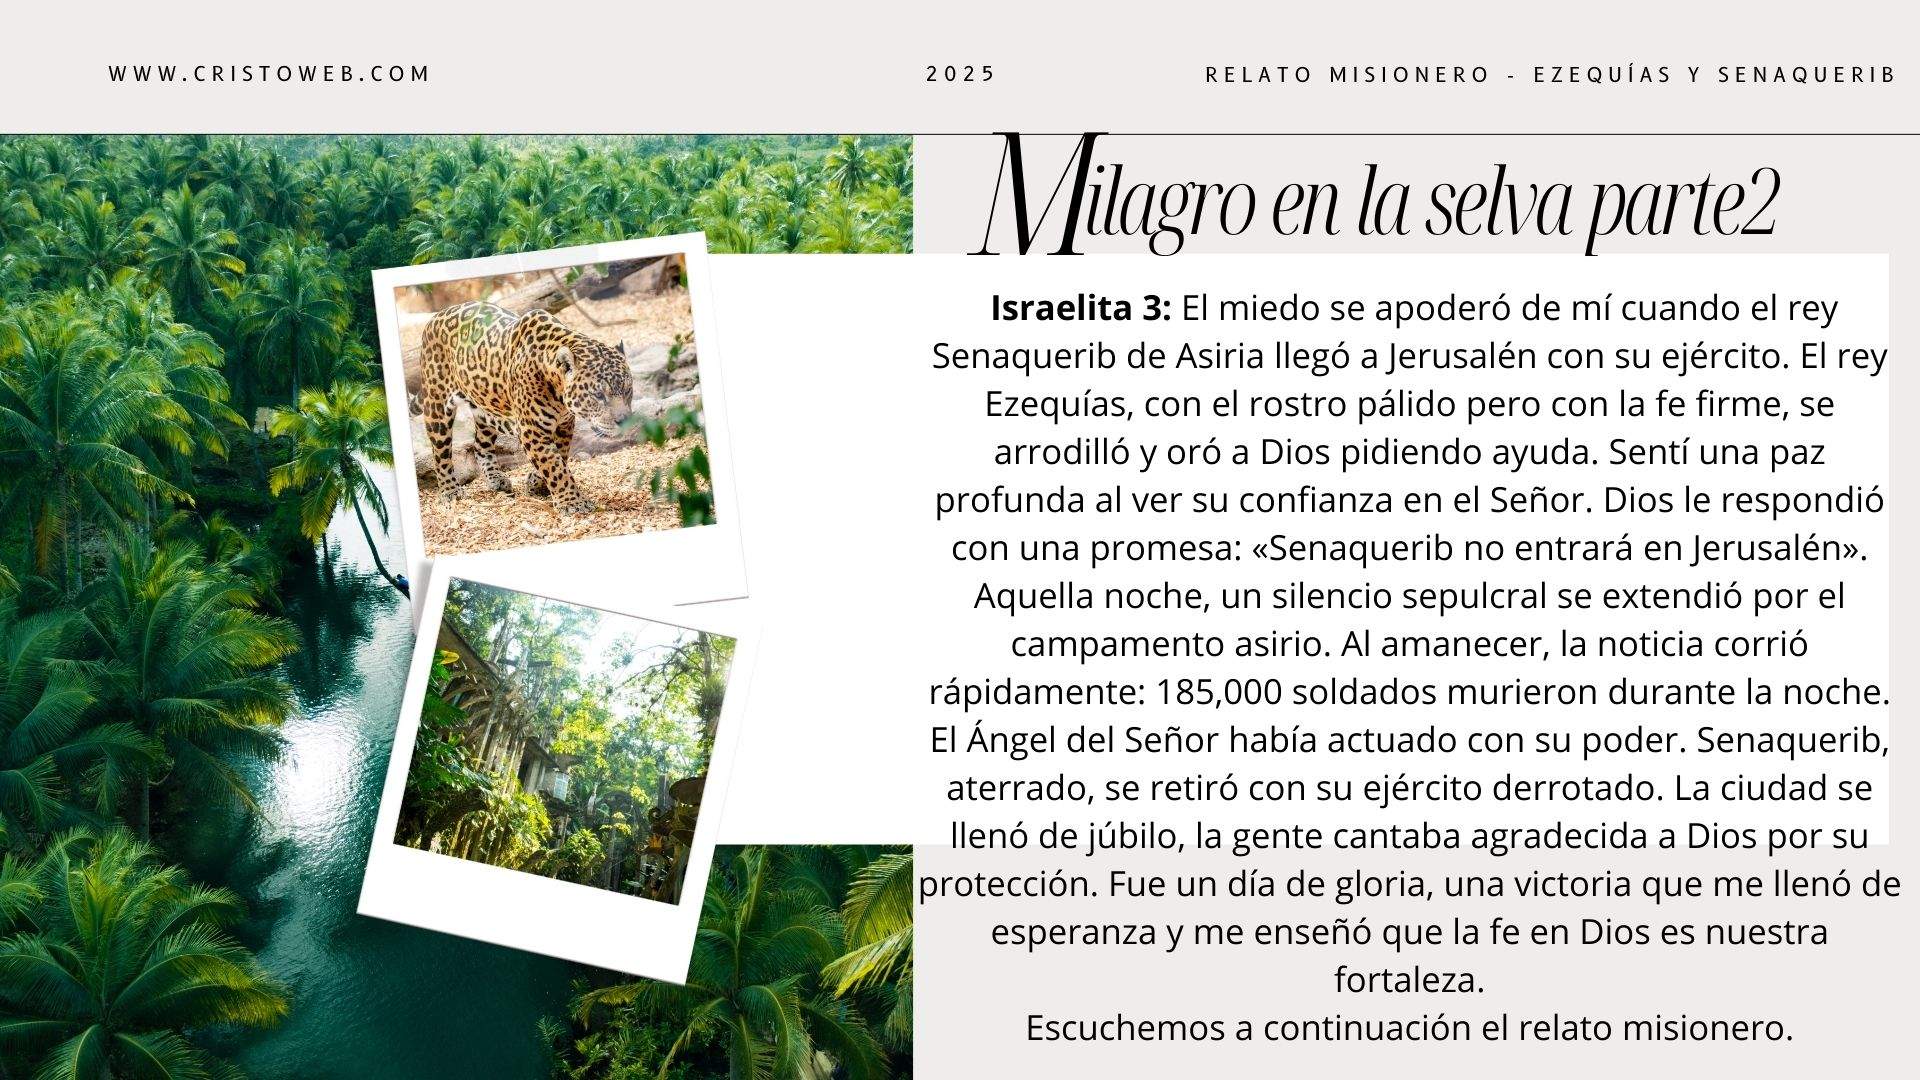 WWW.CRISTOWEB.COM
2025
RELATO MISIONERO - EZEQUÍAS Y SENAQUERIB
Milagro en la selva parte2
Israelita 3: El miedo se apoderó de mí cuando el rey
Senaquerib de Asiria llegó a Jerusalén con su ejército. El rey
Ezequías, con el rostro pálido pero con la fe firme, se
arrodilló y oró a Dios pidiendo ayuda. Sentí una paz
profunda al ver su confianza en el Señor. Dios le respondió
con una promesa: «Senaquerib no entrará en Jerusalén».
Aquella noche, un silencio sepulcral se extendió por el
campamento asirio. Al amanecer, la noticia corrió
rápidamente: 185,000 soldados murieron durante la noche.
El Ángel del Señor había actuado con su poder. Senaquerib,
aterrado, se retiró con su ejército derrotado. La ciudad se
llenó de júbilo, la gente cantaba agradecida a Dios por su
protección. Fue un día de gloria, una victoria que me llenó de
esperanza y me enseñó que la fe en Dios es nuestra
fortaleza.
Escuchemos a continuación el relato misionero.